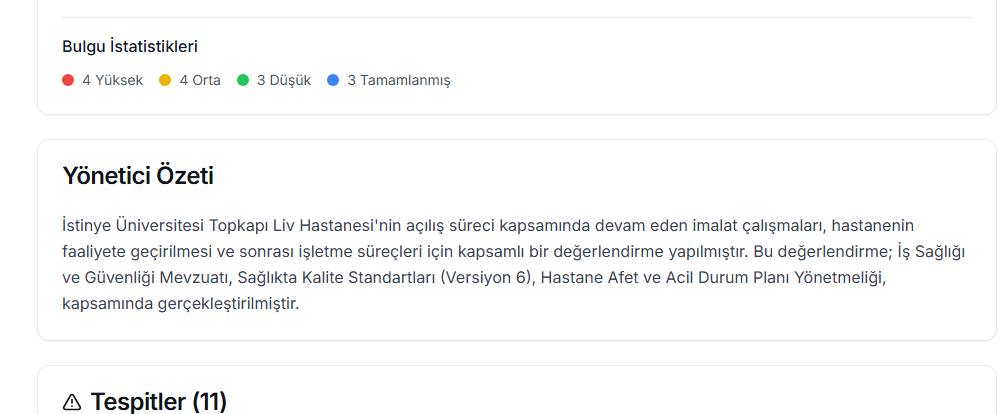 Bulgu İstatistikleri
4 Yüksek 4 Orta 3 Düşük 3 Tamamlanmış
Yönetici Özeti
İstinye Üniversitesi Topkapı Liv Hastanesi'nin açılış süreci kapsamında devam eden imalat çalışmaları, hastanenin
faaliyete geçirilmesi ve sonrası işletme süreçleri için kapsamlı bir değerlendirme yapılmıştır. Bu değerlendirme; İş Sağlığı
ve Güvenliği Mevzuatı, Sağlıkta Kalite Standartları (Versiyon 6), Hastane Afet ve Acil Durum Planı Yönetmeliği,
kapsamında gerçekleştirilmiştir.
Tespitler (11)